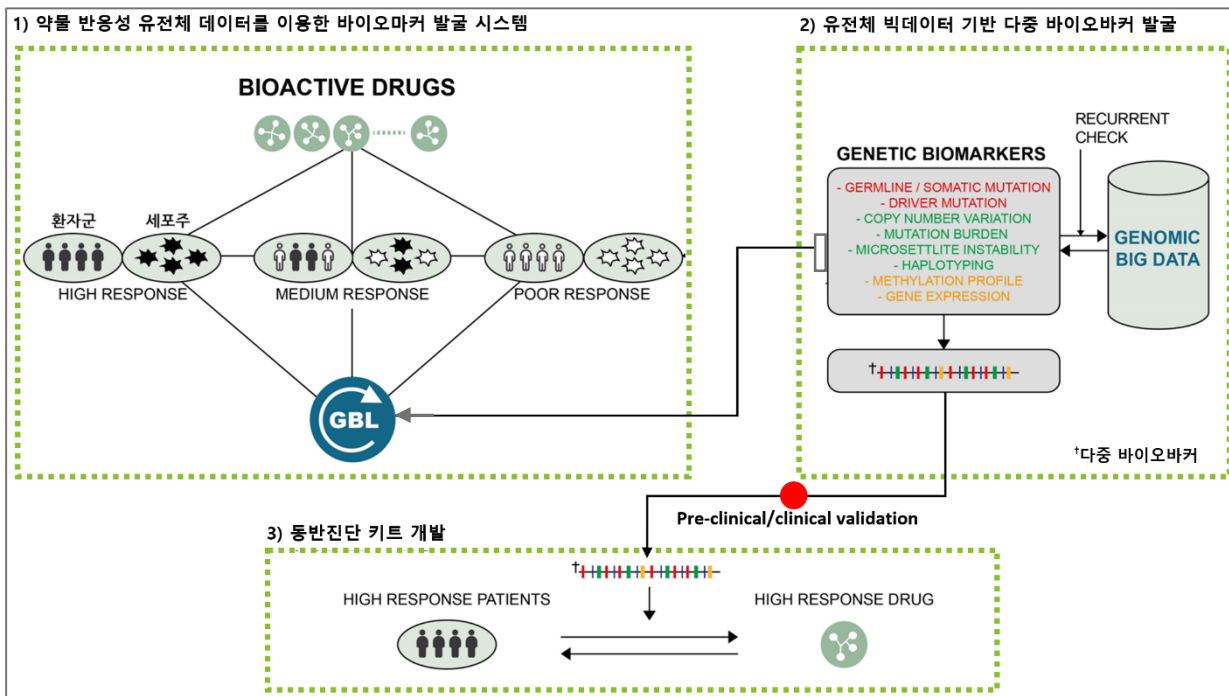 1) 약물 반응성 유전체 데이터를 이용한 바이오마커 발굴 시스템
BIOACTIVE DRUGS
환자군
세포주
HIGH RESPONSE
MEDIUM RESPONSE
POOR RESPONSE
GBL
2) 유전체 빅데이터 기반 다중 바이오바커 발굴
RECURRENT
CHECK
GENETIC BIOMARKERS
- GERMLINE / SOMATIC MUTATION
- DRIVER MUTATION
- COPY NUMBER VARIATION
- MUTATION BURDEN
- MICROSETTLITE INSTABILITY
- HAPLOTYPING
- METHYLATION PROFILE
- GENE EXPRESSION
GENOMIC
BIG DATA
†
†다중 바이오바커
Pre-clinical/clinical validation
3) 동반진단 키트 개발
†
HIGH RESPONSE PATIENTS
HIGH RESPONSE DRUG